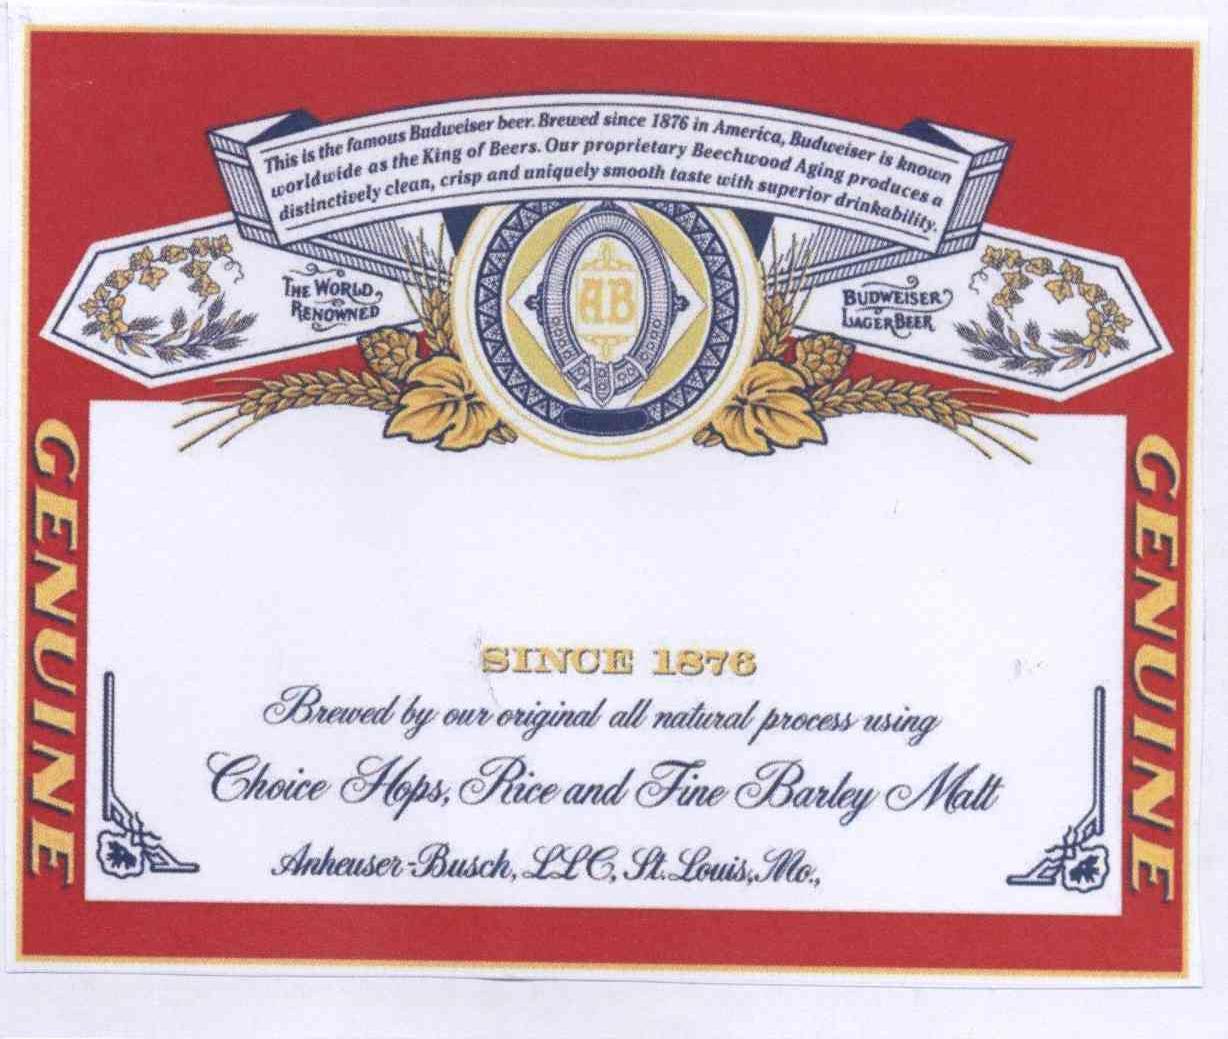 This is the famous Budweiser beer. Brewed since 1876 in America, Budweiser is known
worldwide as the King of Beers. Our proprietary Beechwood Aging produces a
distinctively clean, crisp and uniquely smooth taste with superior drinkability.
THE WORLD
RENOWNED
AB
BUDWEISER
LAGER BEER
GENUINE
GENUINE
SINCE 1876
Brewed by our original all natural process using
Choice Hops, Rice and Fine Barley Malt
Anheuser-Busch, LLC, St. Louis, Mo.,